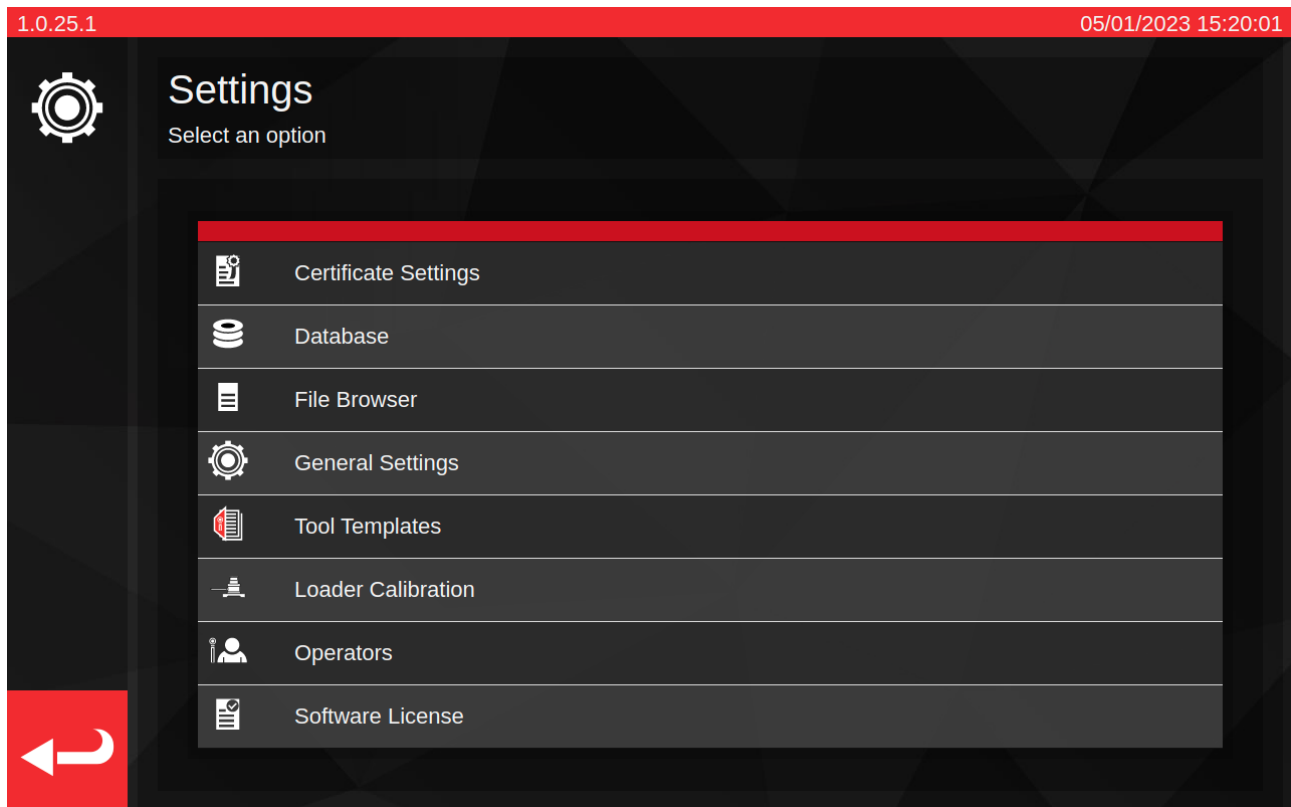 1.0.25.1 05/01/2023 15:20:01
Settings
Select an option
Certificate Settings
Database
File Browser
General Settings
Tool Templates
Loader Calibration
Operators
Software License